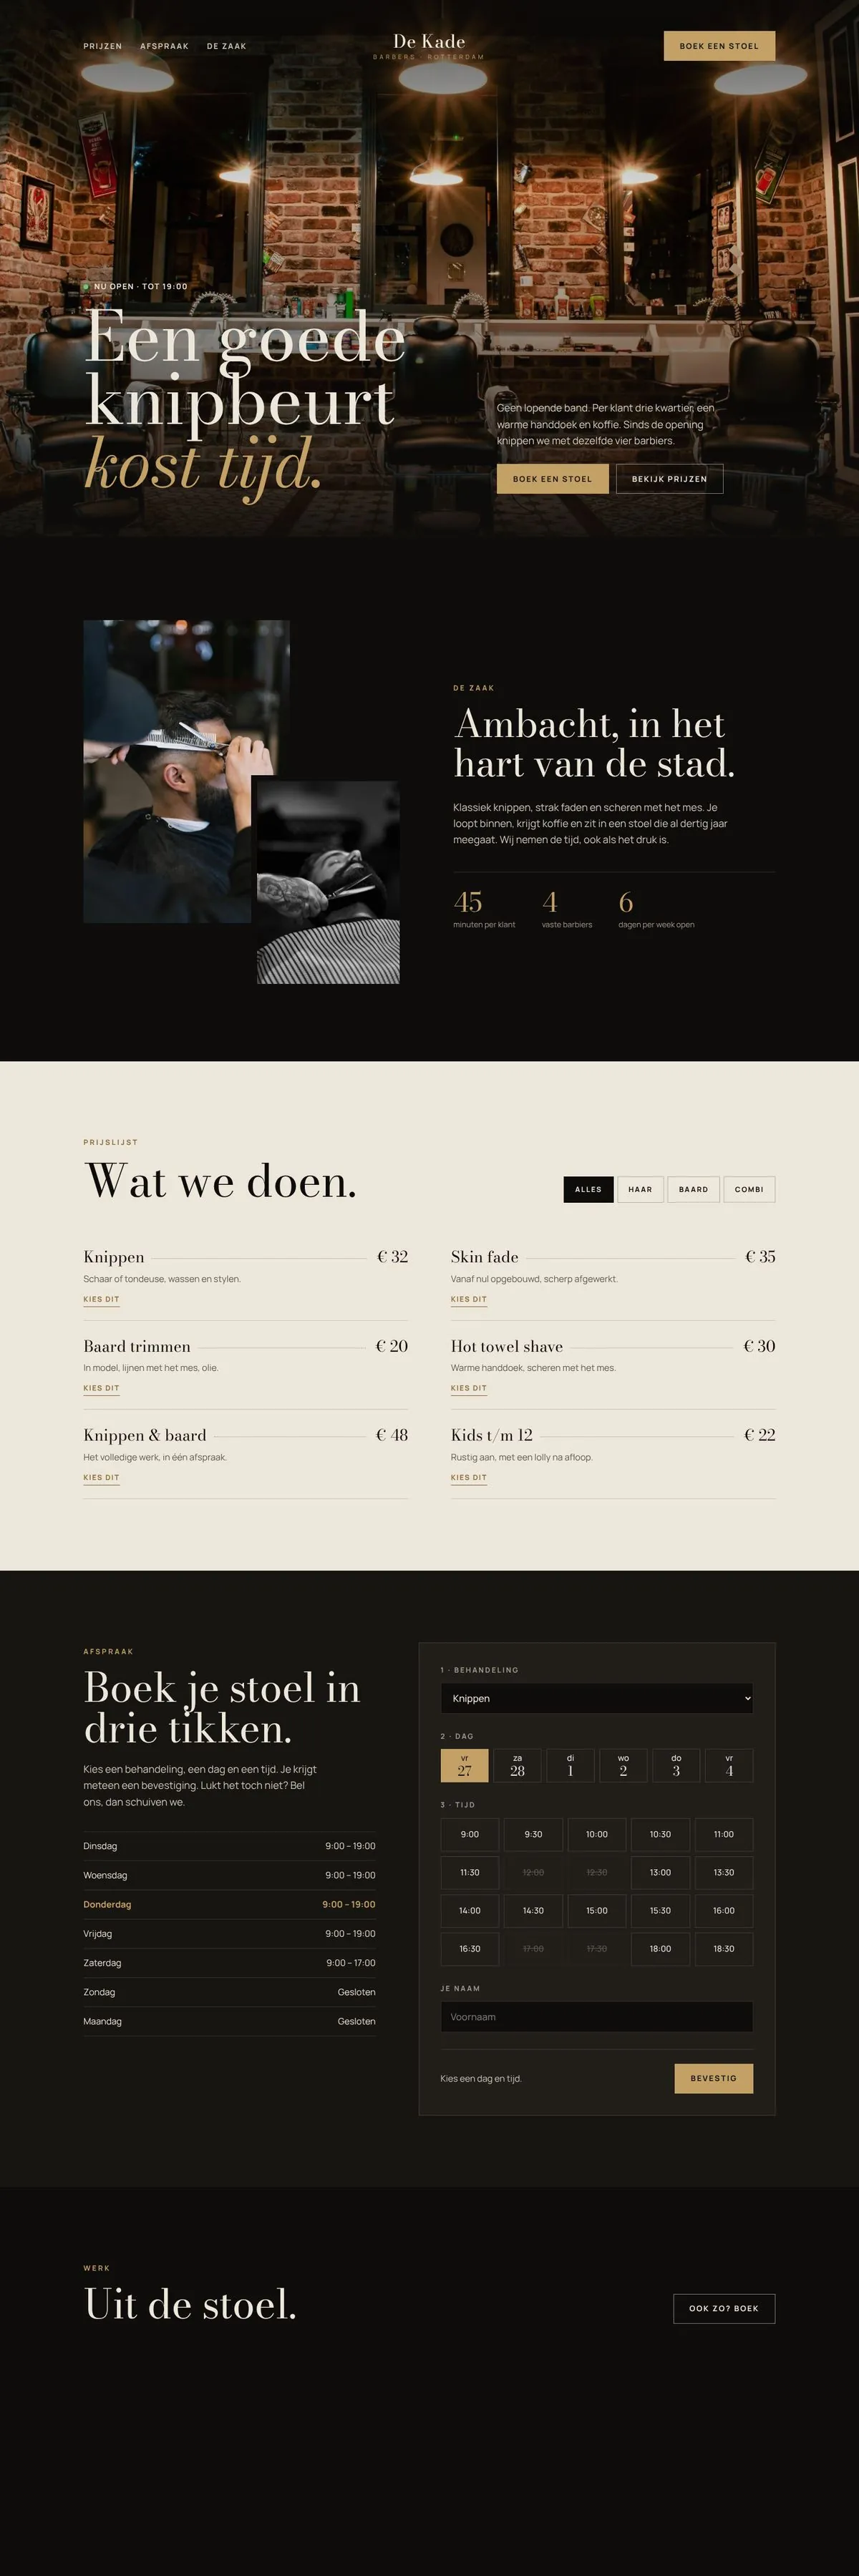 PRIJZEN AFSPRAAK DE ZAAK
De Kade
BARBERS · ROTTERDAM
BOEK EEN STOEL
NU OPEN · TOT 19:00
Een goede
knipbeurt
kost tijd.
Geen lopende band. Per klant drie kwartier, een
warme handdoek en koffie. Sinds de opening
knippen we met dezelfde vier barbiers.
BOEK EEN STOEL BEKIJK PRIJZEN
DE ZAAK
Ambacht, in het
hart van de stad.
Klassiek knippen, strak faden en scheren met het mes. Je
loopt binnen, krijgt koffie en zit in een stoel die al dertig jaar
meegaat. Wij nemen de tijd, ook als het druk is.
45 4 6
minuten per klant vaste barbiers dagen per week open
PRIJSLIJST
Wat we doen.
ALLES HAAR BAARD COMBI
Knippen € 32
Schaar of tondeuse, wassen en stylen.
KIES DIT
Skin fade € 35
Vanaf nul opgebouwd, scherp afgewerkt.
KIES DIT
Baard trimmen € 20
In model, lijnen met het mes, olie.
KIES DIT
Hot towel shave € 30
Warme handdoek, scheren met het mes.
KIES DIT
Knippen & baard € 48
Het volledige werk, in één afspraak.
KIES DIT
Kids t/m 12 € 22
Rustig aan, met een lolly na afloop.
KIES DIT
AFSPRAAK
Boek je stoel in
drie tikken.
Kies een behandeling, een dag en een tijd. Je krijgt
meteen een bevestiging. Lukt het toch niet? Bel
ons, dan schuiven we.
Dinsdag 9:00 – 19:00
Woensdag 9:00 – 19:00
Donderdag 9:00 – 19:00
Vrijdag 9:00 – 19:00
Zaterdag 9:00 – 17:00
Zondag Gesloten
Maandag Gesloten
1 · BEHANDELING
Knippen
2 · DAG
vr za di wo do vr
27 28 1 2 3 4
3 · TIJD
9:00 9:30 10:00 10:30 11:00
11:30 12:00 12:30 13:00 13:30
14:00 14:30 15:00 15:30 16:00
16:30 17:00 17:30 18:00 18:30
JE NAAM
Voornaam
Kies een dag en tijd.
BEVESTIG
WERK
Uit de stoel.
OOK ZO? BOEK